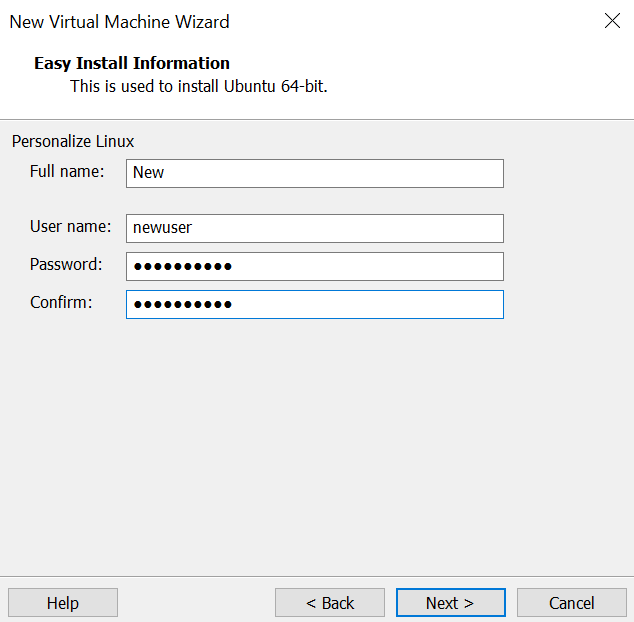 New Virtual Machine Wizard
Easy Install Information
This is used to install Ubuntu 64-bit.
Personalize Linux
Full name: New
User name: newuser
Password: ●●●●●●●●●●
Confirm: ●●●●●●●●●●
Help < Back Next > Cancel